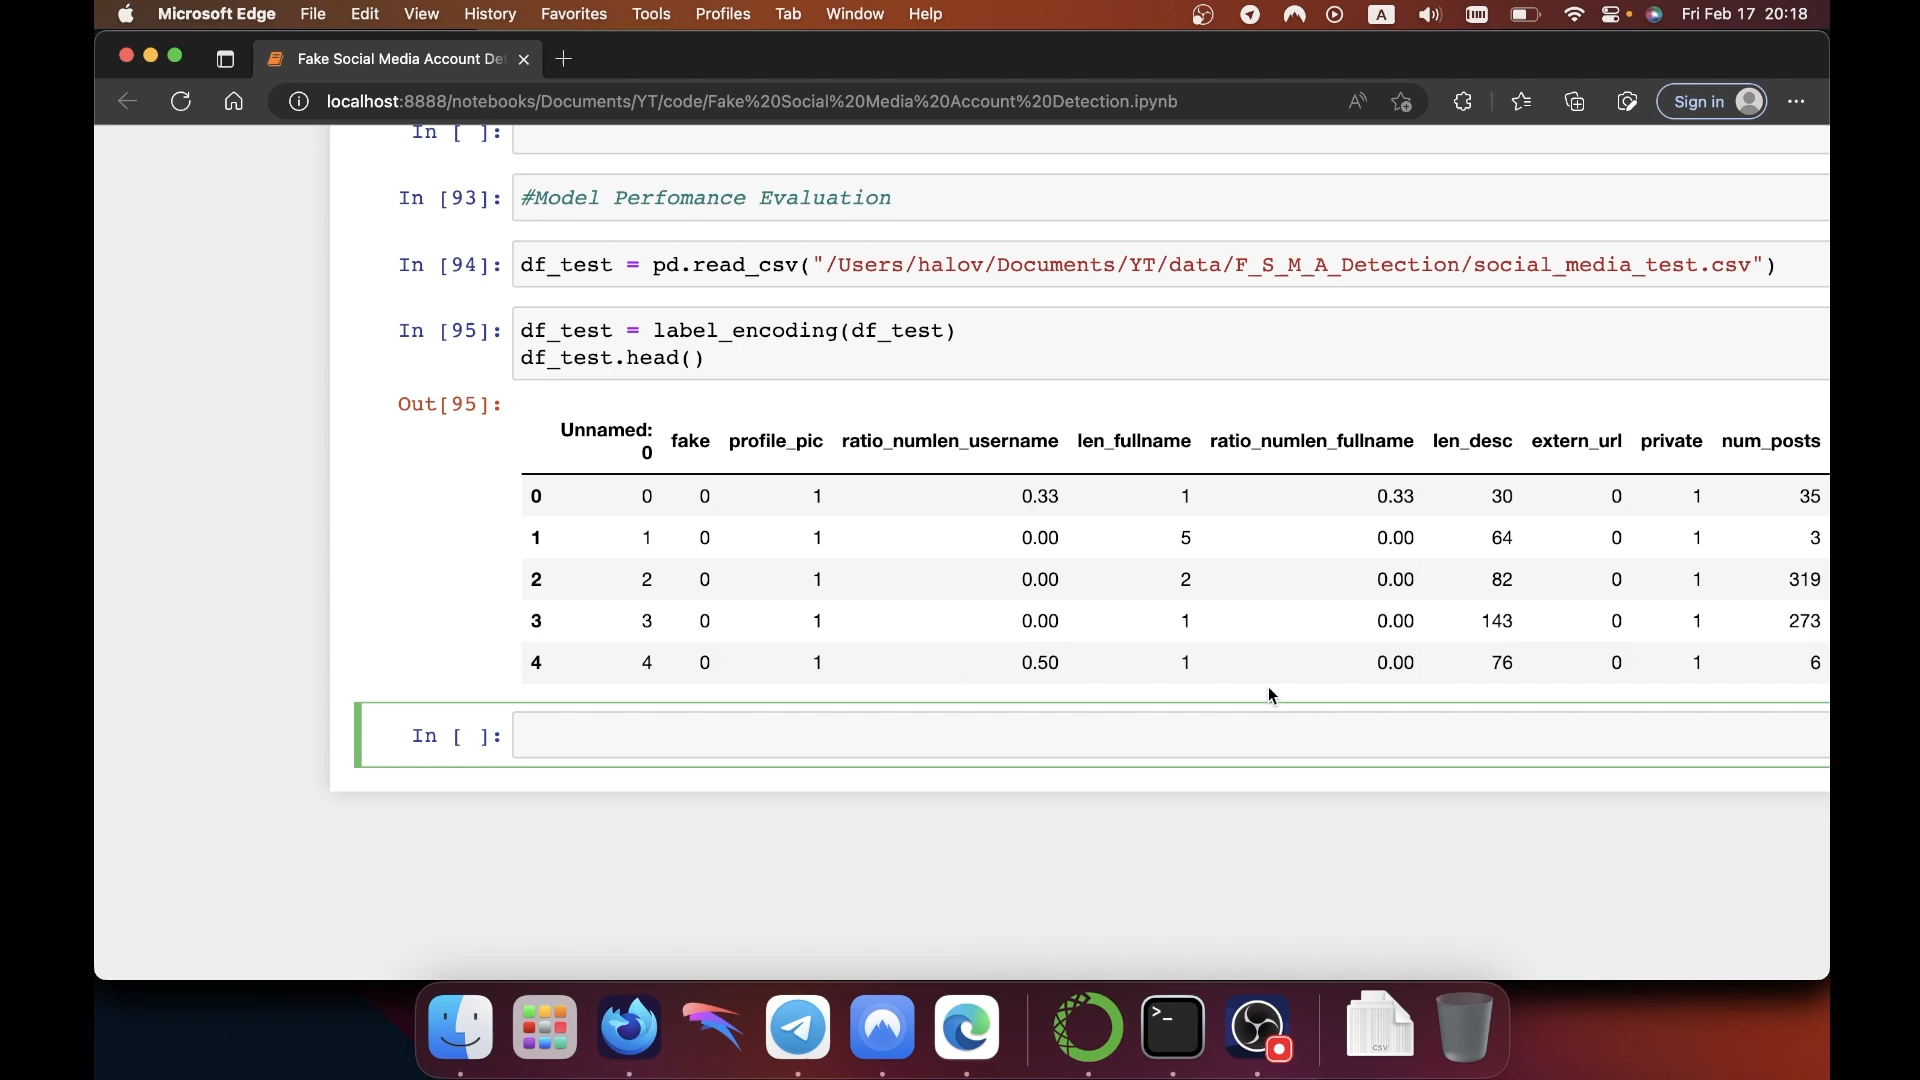 Microsoft Edge File Edit View History Favorites Tools Profiles Tab Window Help A Fri Feb 17 20:18
Fake Social Media Account De
localhost:8888/notebooks/Documents/YT/code/Fake%20Social%20Media%20Account%20Detection.ipynb Sign in
In [ ]:
In [93]: #Model Perfomance Evaluation
In [94]: df_test = pd.read_csv("/Users/halov/Documents/YT/data/F_S_M_A_Detection/social_media_test.csv")
In [95]: df_test = label_encoding(df_test)
df_test.head()
Out[95]:
Unnamed: 0 fake profile_pic ratio_numlen_username len_fullname ratio_numlen_fullname len_desc extern_url private num_posts
0 0 0 1 0.33 1 0.33 30 0 1 35
1 1 0 1 0.00 5 0.00 64 0 1 3
2 2 0 1 0.00 2 0.00 82 0 1 319
3 3 0 1 0.00 1 0.00 143 0 1 273
4 4 0 1 0.50 1 0.00 76 0 1 6
In [ ]:
CSV